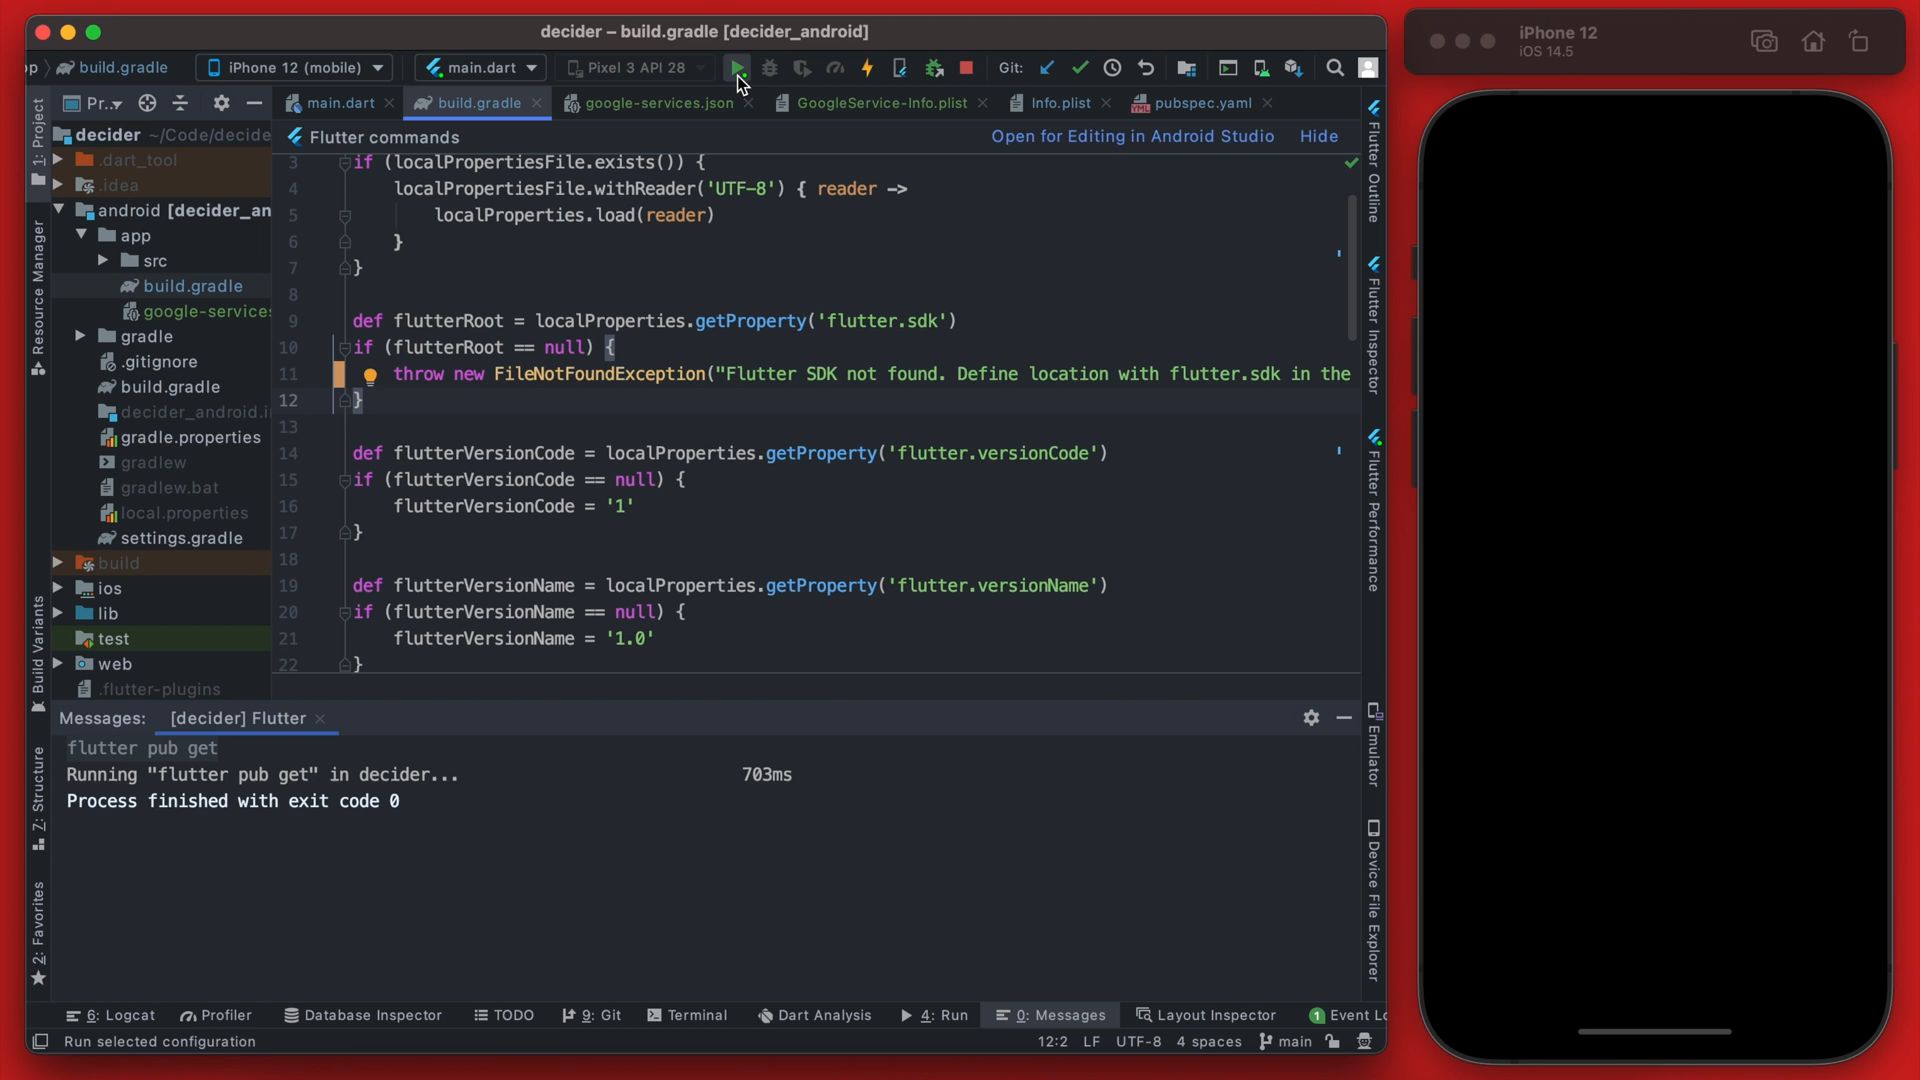 decider – build.gradle [decider_android]
iPhone 12
iOS 14.5
build.gradle
iPhone 12 (mobile)
main.dart
Pixel 3 API 28
Git:
1: Project
Pr...
main.dart
build.gradle
google-services.json
GoogleService-Info.plist
Info.plist
pubspec.yaml
decider ~/Code/decide
Flutter commands
Open for Editing in Android Studio
Hide
.dart_tool
.idea
android [decider_an
app
src
build.gradle
google-services
gradle
.gitignore
build.gradle
decider_android.i
gradle.properties
gradlew
gradlew.bat
local.properties
settings.gradle
build
ios
lib
test
web
.flutter-plugins
3 if (localPropertiesFile.exists()) {
4 localPropertiesFile.withReader('UTF-8') { reader ->
5 localProperties.load(reader)
6 }
7 }
8
9 def flutterRoot = localProperties.getProperty('flutter.sdk')
10 if (flutterRoot == null) {
11 throw new FileNotFoundException("Flutter SDK not found. Define location with flutter.sdk in the
12 }
13
14 def flutterVersionCode = localProperties.getProperty('flutter.versionCode')
15 if (flutterVersionCode == null) {
16 flutterVersionCode = '1'
17 }
18
19 def flutterVersionName = localProperties.getProperty('flutter.versionName')
20 if (flutterVersionName == null) {
21 flutterVersionName = '1.0'
22 }
Resource Manager
Build Variants
7: Structure
2: Favorites
Flutter Outline
Flutter Inspector
Flutter Performance
Emulator
Device File Explorer
Messages:
[decider] Flutter
flutter pub get
Running "flutter pub get" in decider... 703ms
Process finished with exit code 0
6: Logcat
Profiler
Database Inspector
TODO
9: Git
Terminal
Dart Analysis
4: Run
0: Messages
Layout Inspector
1 Event Lo
Run selected configuration
12:2
LF
UTF-8
4 spaces
main